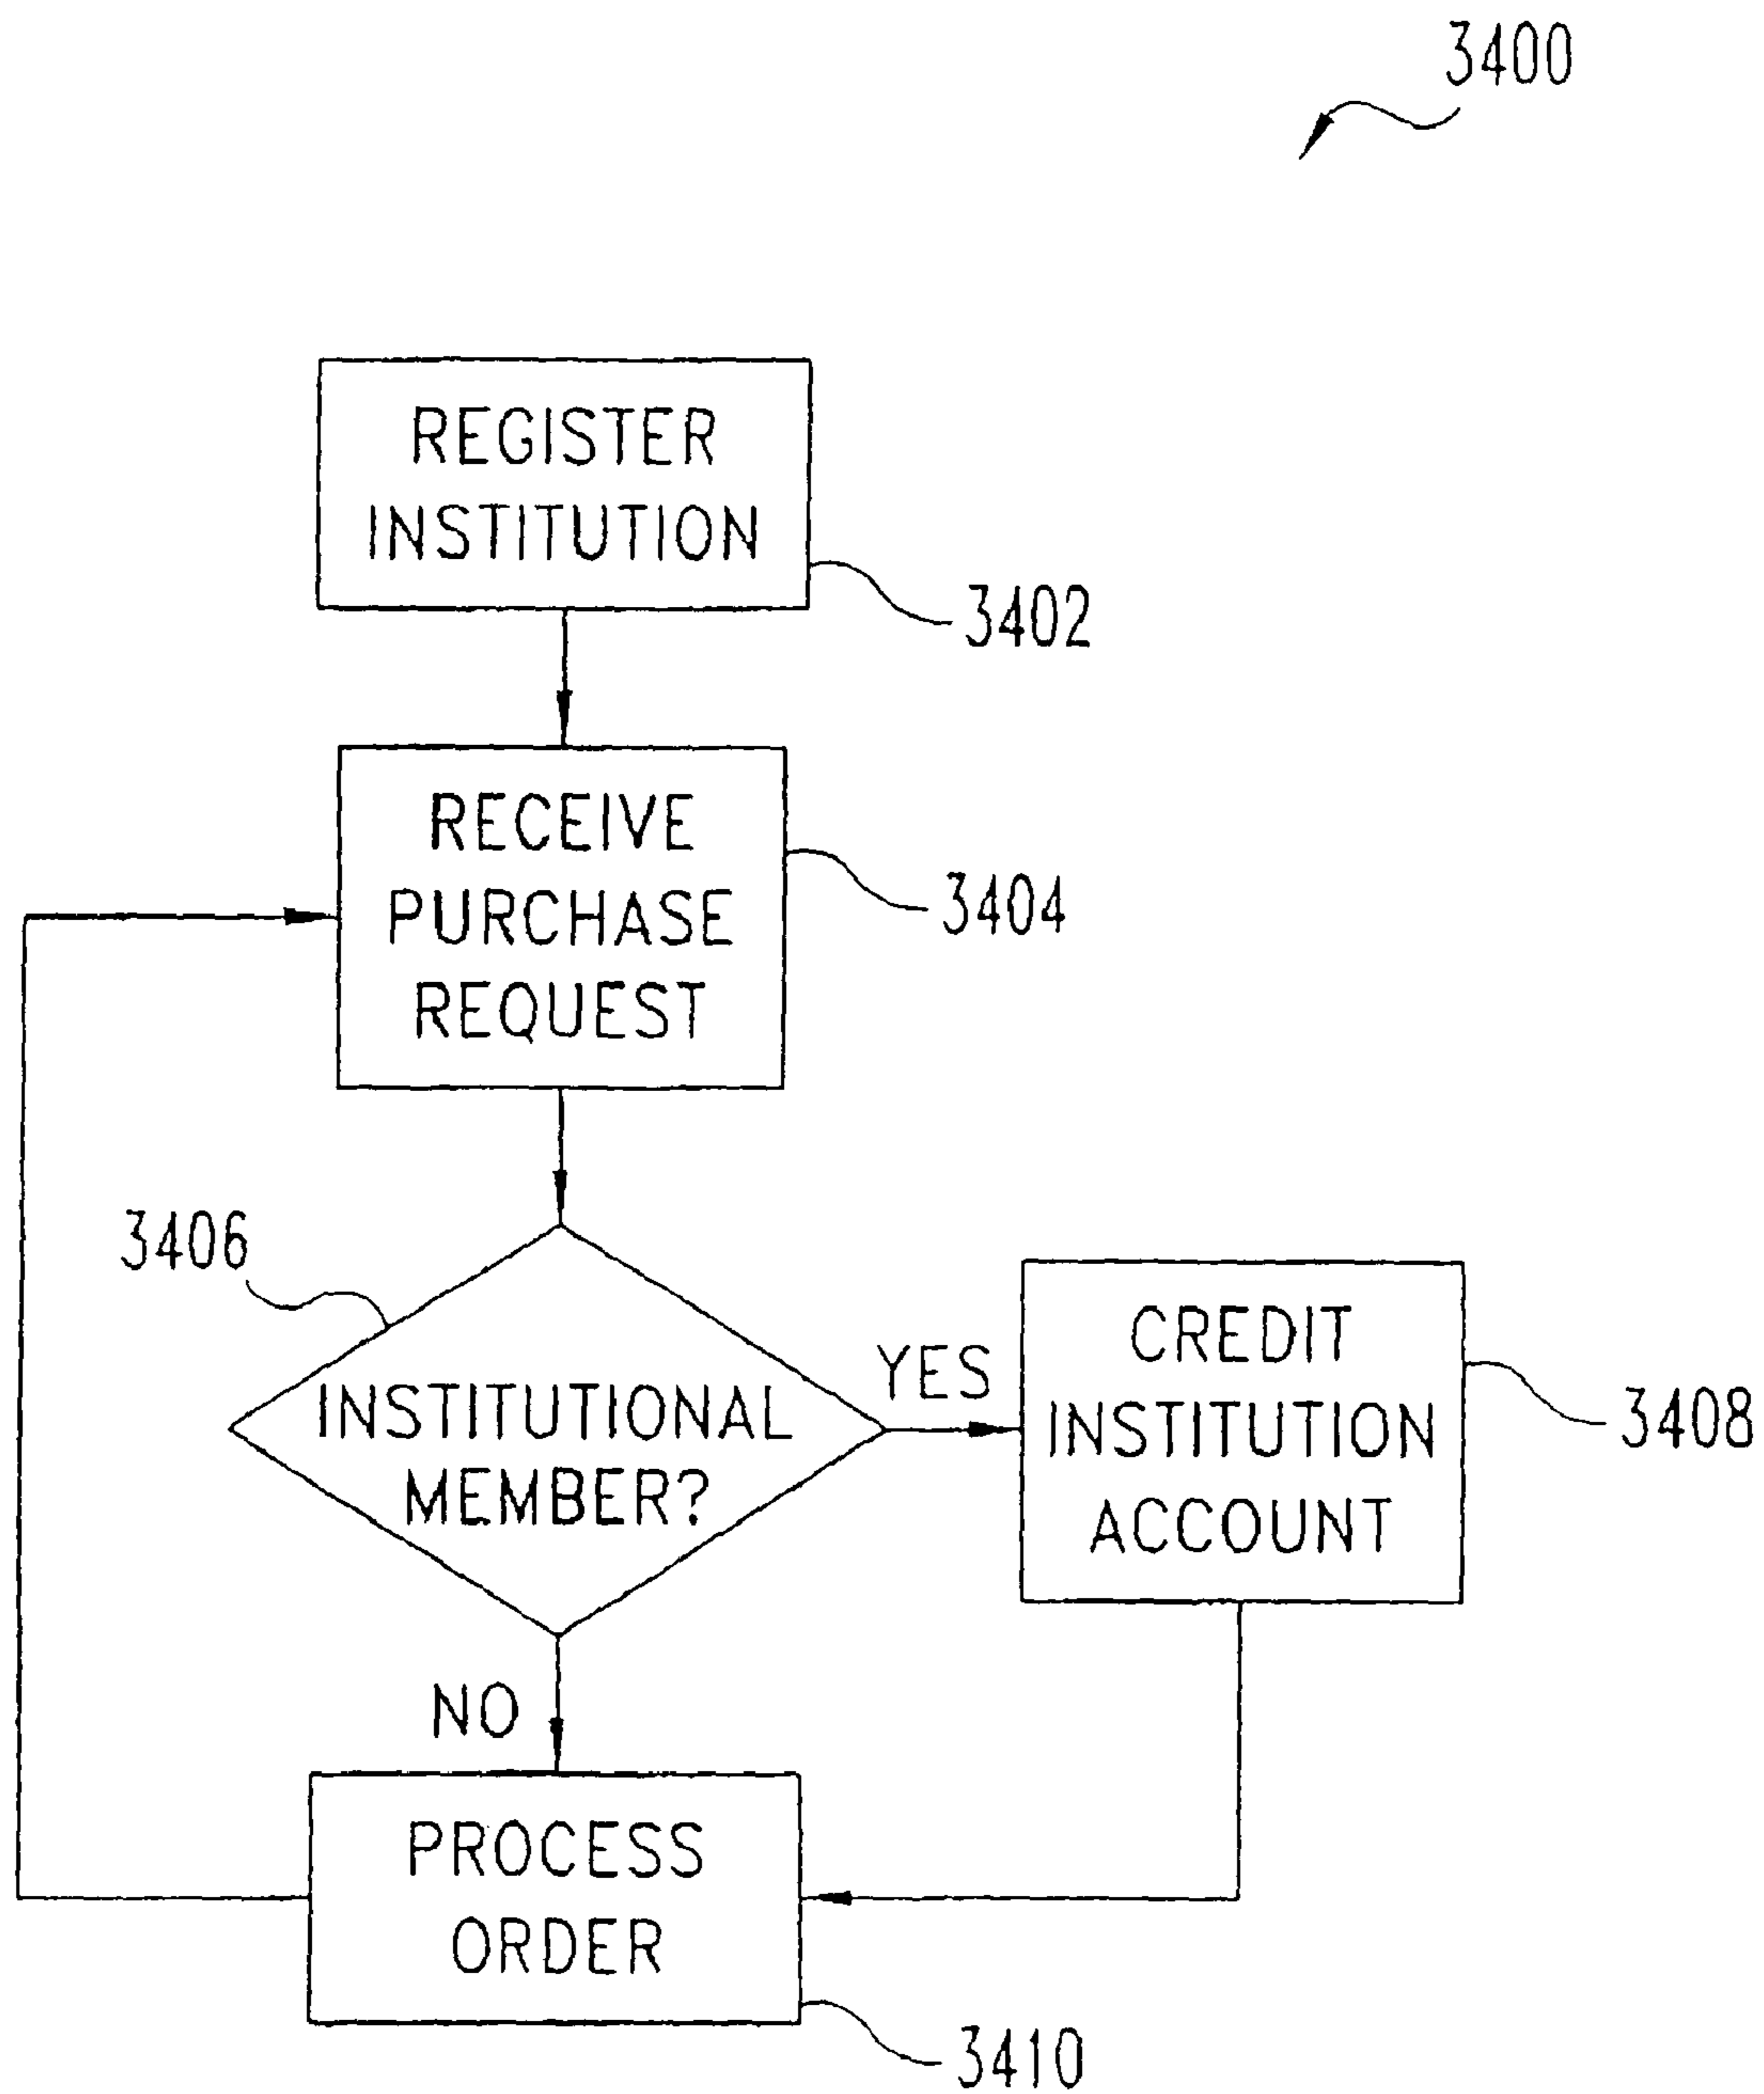 3400
REGISTER
INSTITUTION
3402
RECEIVE
PURCHASE
REQUEST
3404
3406
INSTITUTIONAL
MEMBER?
YES
CREDIT
INSTITUTION
ACCOUNT
3408
NO
PROCESS
ORDER
3410